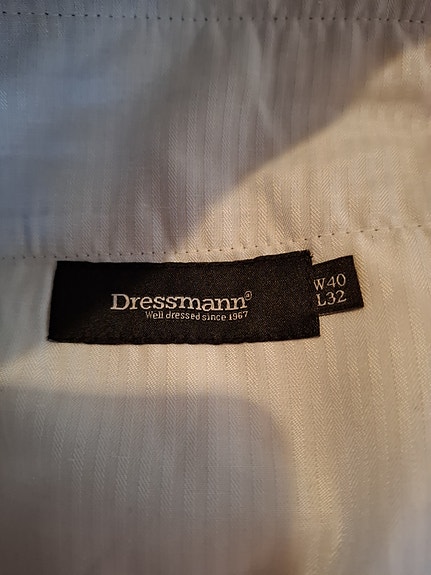 Dressmann®
Well dressed since 1967
W40
L32